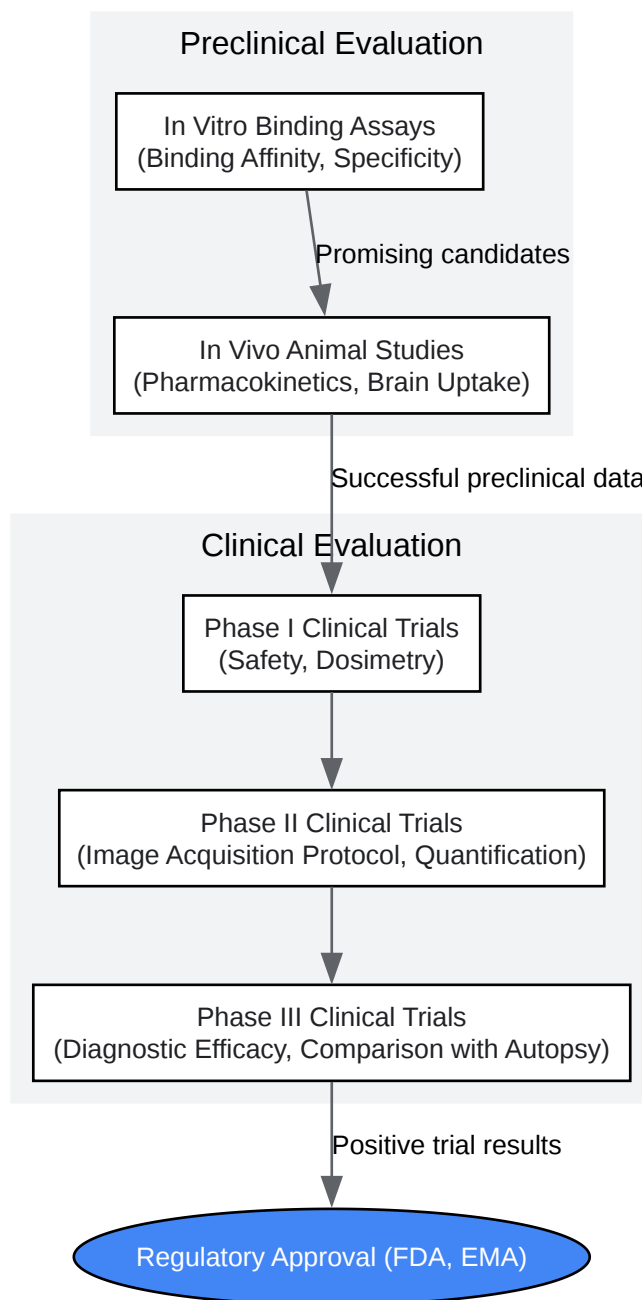 Preclinical Evaluation
In Vitro Binding Assays
(Binding Affinity, Specificity)
Promising candidates
In Vivo Animal Studies
(Pharmacokinetics, Brain Uptake)
Successful preclinical data
Clinical Evaluation
Phase I Clinical Trials
(Safety, Dosimetry)
Phase II Clinical Trials
(Image Acquisition Protocol, Quantification)
Phase III Clinical Trials
(Diagnostic Efficacy, Comparison with Autopsy)
Positive trial results
Regulatory Approval (FDA, EMA)